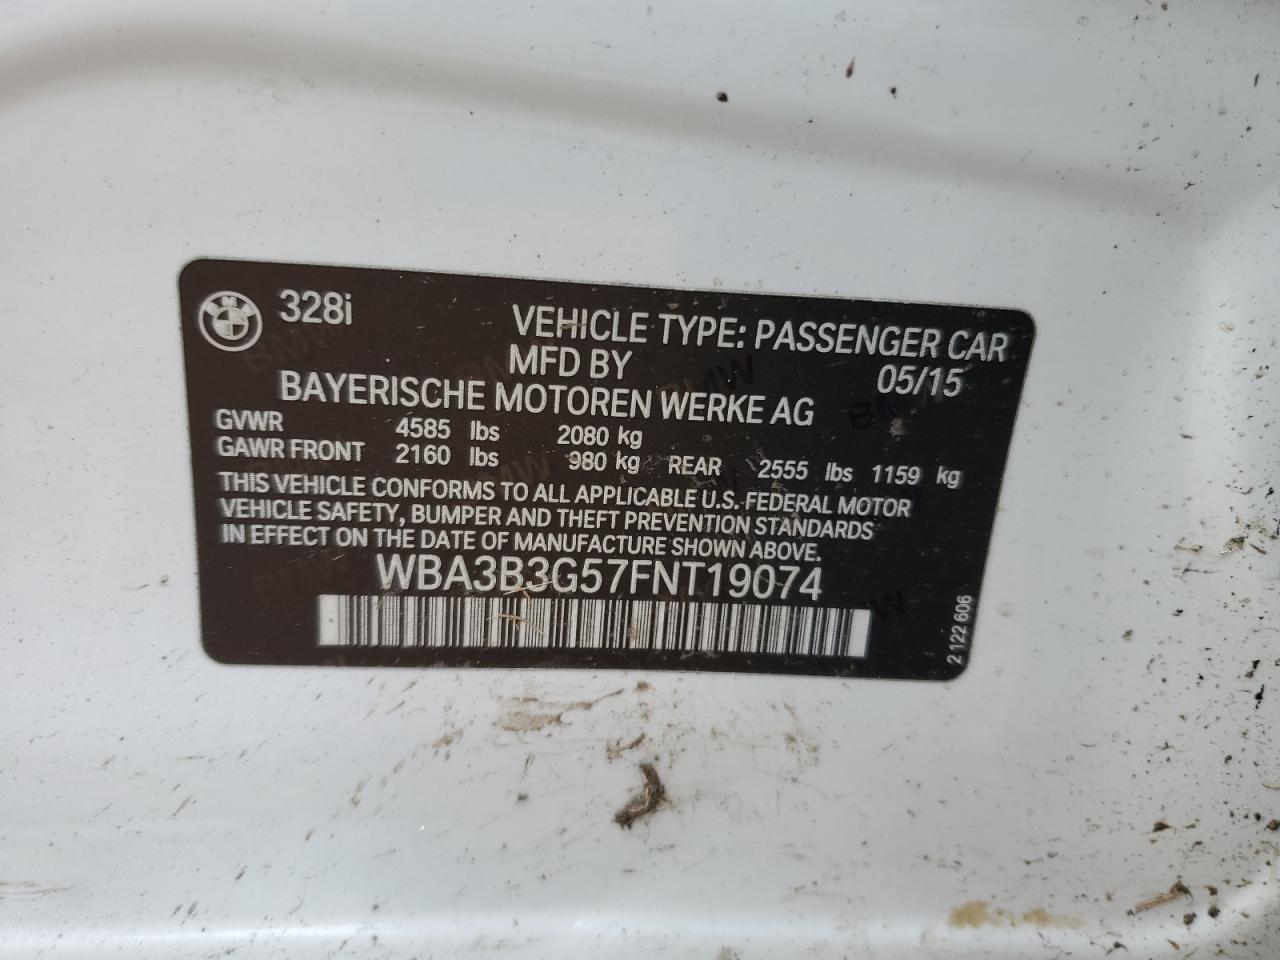 328i
VEHICLE TYPE: PASSENGER CAR
MFD BY 05/15
BAYERISCHE MOTOREN WERKE AG
GVWR 4585 lbs 2080 kg
GAWR FRONT 2160 lbs 980 kg REAR 2555 lbs 1159 kg
THIS VEHICLE CONFORMS TO ALL APPLICABLE U.S.-FEDERAL MOTOR
VEHICLE SAFETY, BUMPER AND THEFT PREVENTION STANDARDS
IN EFFECT ON THE DATE OF MANUFACTURE SHOWN ABOVE.
WBA3B3G57FNT19074
2 122 606